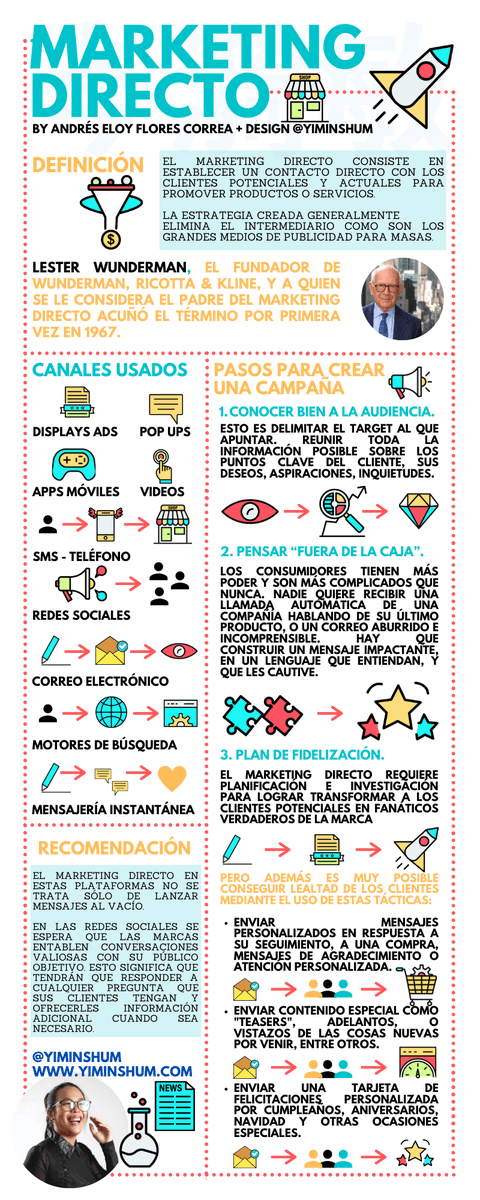 MARKETING
DIRECTO
SHOP
BY ANDRÉS ELOY FLORES CORREA + DESIGN @YIMINSHUM
DEFINICIÓN
EL MARKETING DIRECTO CONSISTE EN
ESTABLECER UN CONTACTO DIRECTO CON LOS
CLIENTES POTENCIALES Y ACTUALES PARA
PROMOVER PRODUCTOS O SERVICIOS.
LA ESTRATEGIA CREADA GENERALMENTE
ELIMINA EL INTERMEDIARIO COMO SON LOS
GRANDES MEDIOS DE PUBLICIDAD PARA MASAS.
$
LESTER WUNDERMAN, EL FUNDADOR DE
WUNDERMAN, RICOTTA & KLINE, Y A QUIEN
SE LE CONSIDERA EL PADRE DEL MARKETING
DIRECTO ACUÑÓ EL TÉRMINO POR PRIMERA
VEZ EN 1967.
CANALES USADOS
DISPLAYS ADS
POP UPS
APPS MÓVILES
VIDEOS
SHOP
SMS - TELÉFONO
REDES SOCIALES
CORREO ELECTRÓNICO
MOTORES DE BÚSQUEDA
MENSAJERÍA INSTANTÁNEA
RECOMENDACIÓN
EL MARKETING DIRECTO EN
ESTAS PLATAFORMAS NO SE
TRATA SÓLO DE LANZAR
MENSAJES AL VACÍO.
EN LAS REDES SOCIALES SE
ESPERA QUE LAS MARCAS
ENTABLEN CONVERSACIONES
VALIOSAS CON SU PÚBLICO
OBJETIVO. ESTO SIGNIFICA QUE
TENDRÁN QUE RESPONDER A
CUALQUIER PREGUNTA QUE
SUS CLIENTES TENGAN Y
OFRECERLES INFORMACIÓN
ADICIONAL CUANDO SEA
NECESARIO.
@YIMINSHUM
WWW.YIMINSHUM.COM
NEWS
PASOS PARA CREAR
UNA CAMPAÑA
1. CONOCER BIEN A LA AUDIENCIA.
ESTO ES DELIMITAR EL TARGET AL QUE
APUNTAR. REUNIR TODA LA
INFORMACIÓN POSIBLE SOBRE LOS
PUNTOS CLAVE DEL CLIENTE, SUS
DESEOS, ASPIRACIONES, INQUIETUDES.
2. PENSAR “FUERA DE LA CAJA”.
LOS CONSUMIDORES TIENEN MÁS
PODER Y SON MÁS COMPLICADOS QUE
NUNCA. NADIE QUIERE RECIBIR UNA
LLAMADA AUTOMÁTICA DE UNA
COMPAÑÍA HABLANDO DE SU ÚLTIMO
PRODUCTO, O UN CORREO ABURRIDO E
INCOMPRENSIBLE. HAY QUE
CONSTRUIR UN MENSAJE IMPACTANTE,
EN UN LENGUAJE QUE ENTIENDAN, Y
QUE LES CAUTIVE.
3. PLAN DE FIDELIZACIÓN.
EL MARKETING DIRECTO REQUIERE
PLANIFICACIÓN E INVESTIGACIÓN
PARA LOGRAR TRANSFORMAR A LOS
CLIENTES POTENCIALES EN FANÁTICOS
VERDADEROS DE LA MARCA
PERO ADEMÁS ES MUY POSIBLE
CONSEGUIR LEALTAD DE LOS CLIENTES
MEDIANTE EL USO DE ESTAS TÁCTICAS:
• ENVIAR MENSAJES
PERSONALIZADOS EN RESPUESTA A
SU SEGUIMIENTO, A UNA COMPRA,
MENSAJES DE AGRADECIMIENTO O
ATENCIÓN PERSONALIZADA.
• ENVIAR CONTENIDO ESPECIAL COMO
"TEASERS", ADELANTOS, O
VISTAZOS DE LAS COSAS NUEVAS
POR VENIR, ENTRE OTROS.
• ENVIAR UNA TARJETA DE
FELICITACIONES PERSONALIZADA
POR CUMPLEAÑOS, ANIVERSARIOS,
NAVIDAD Y OTRAS OCASIONES
ESPECIALES.